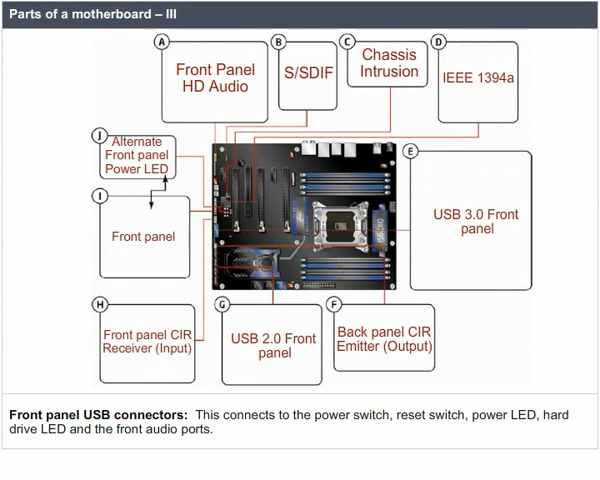 Parts of a motherboard – III
A
Front Panel
HD Audio
B
S/SDIF
C
Chassis
Intrusion
D
IEEE 1394a
J
Alternate
Front panel
Power LED
E
USB 3.0 Front
panel
I
Front panel
H
Front panel CIR
Receiver (Input)
G
USB 2.0 Front
panel
F
Back panel CIR
Emitter (Output)
Front panel USB connectors: This connects to the power switch, reset switch, power LED, hard
drive LED and the front audio ports.